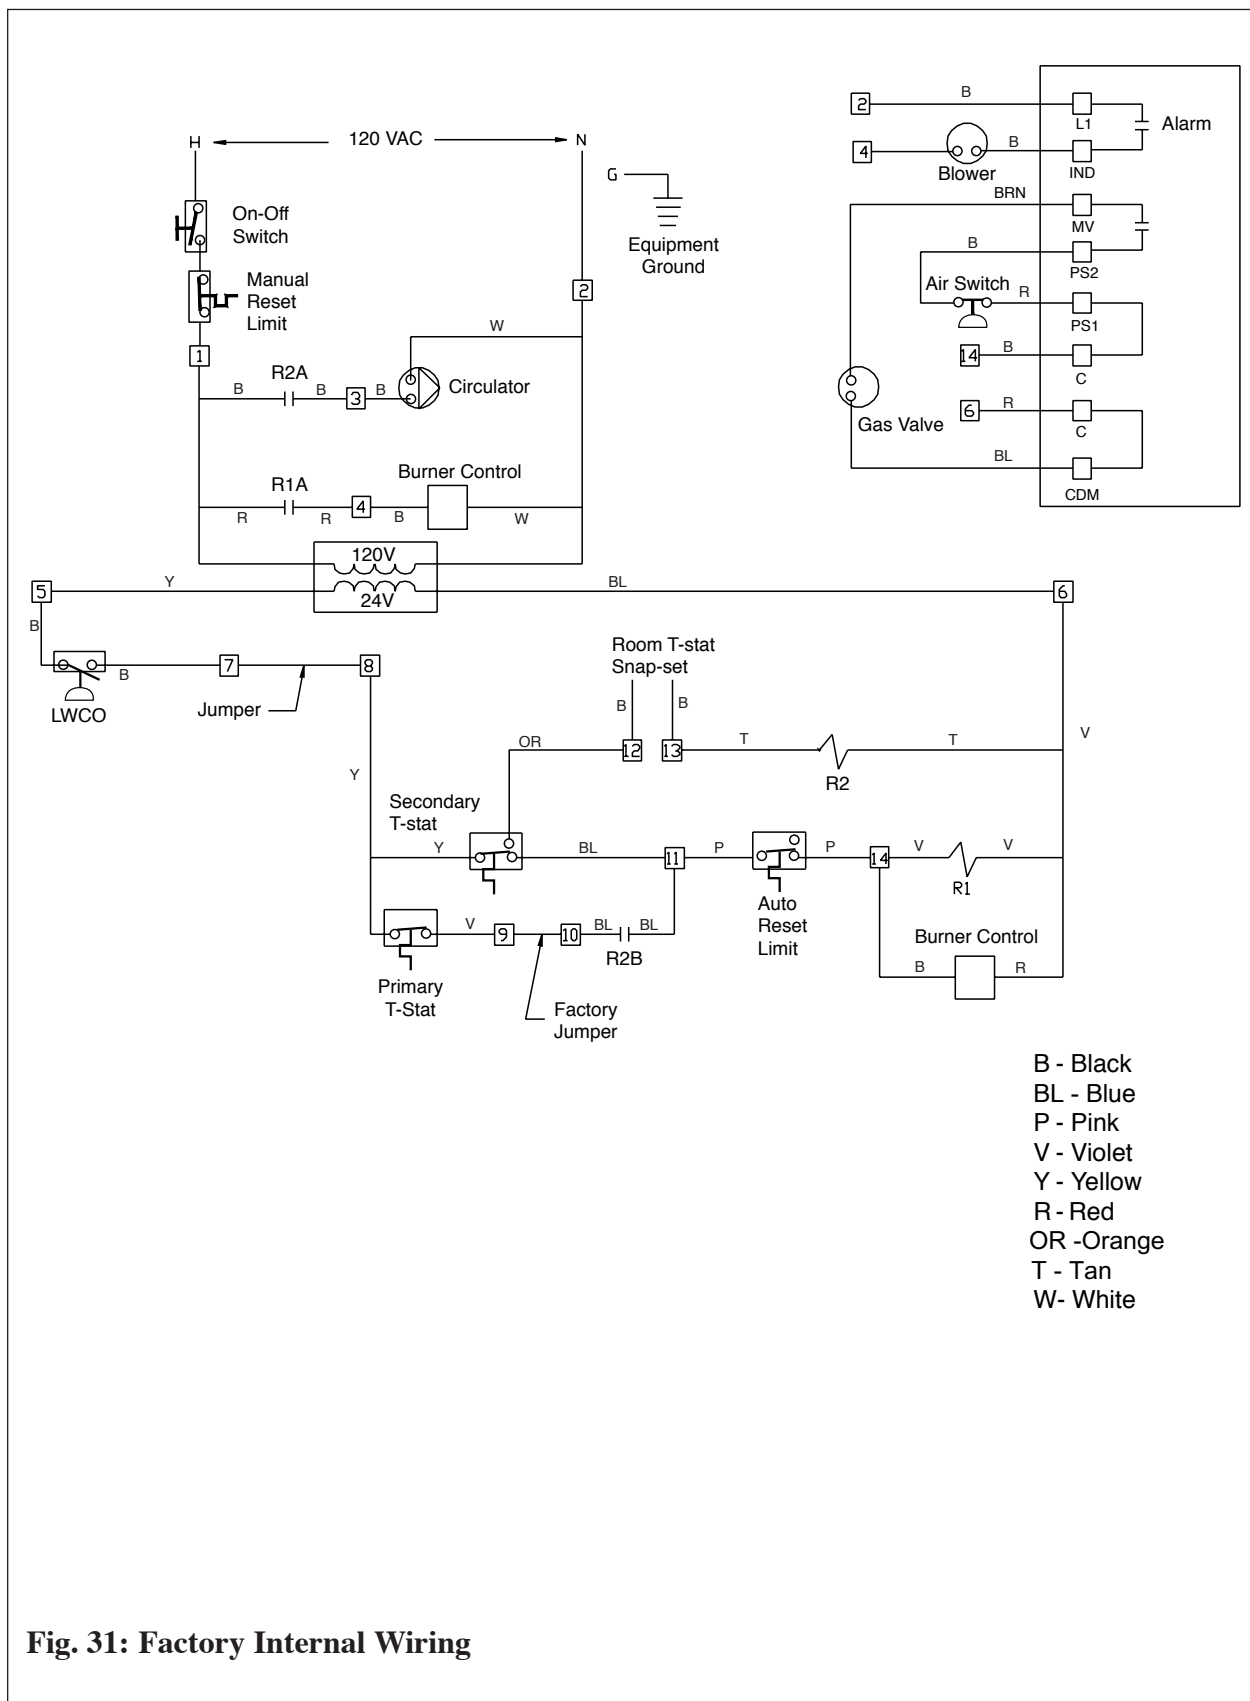 H
120 VAC
N
G
Equipment
Ground
On-Off
Switch
Manual
Reset
Limit
1
2
W
R2A
B
B
3
B
Circulator
R1A
Burner Control
R
R
4
B
W
120V
24V
2
B
L1
Alarm
4
Blower
B
IND
BRN
MV
B
PS2
Air Switch
R
PS1
14
B
C
Gas Valve
6
R
C
BL
CDM
5
Y
BL
6
B
LWCO
B
7
Jumper
8
Room T-stat
Snap-set
B
B
OR
12
13
T
R2
T
V
Y
Secondary
T-stat
Y
BL
11
P
Auto
Reset
Limit
P
14
V
R1
V
Primary
T-Stat
V
9
10
BL
BL
R2B
Factory
Jumper
Burner Control
B
R
B - Black
BL - Blue
P - Pink
V - Violet
Y - Yellow
R - Red
OR -Orange
T - Tan
W- White
Fig. 31: Factory Internal Wiring